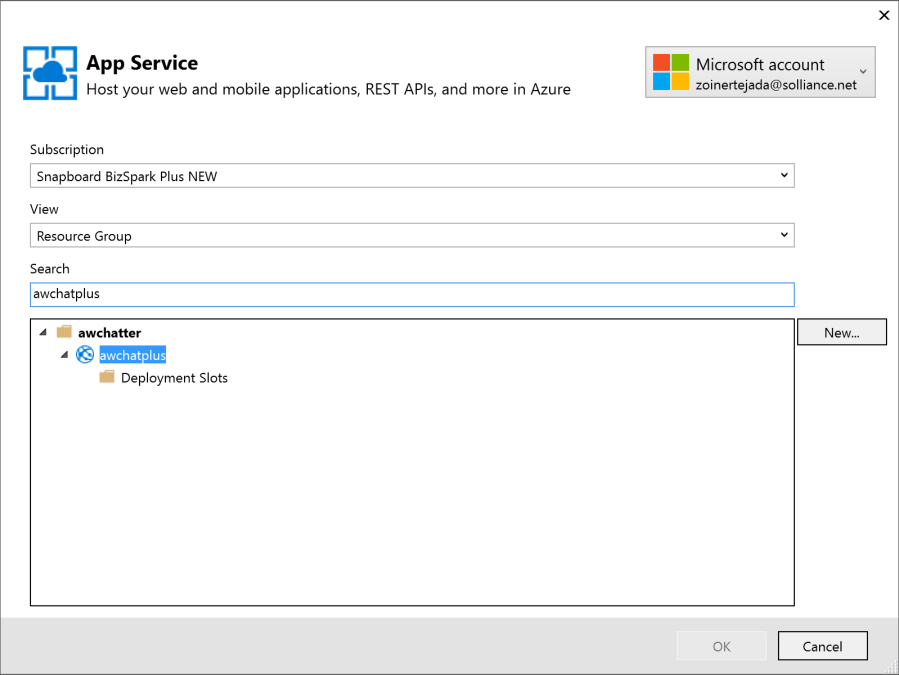 App Service
Host your web and mobile applications, REST APIs, and more in Azure
Microsoft account
zoinertejada@solliance.net
Subscription
Snapboard BizSpark Plus NEW
View
Resource Group
Search
awchatplus
awchatter
New...
awchatplus
Deployment Slots
OK
Cancel